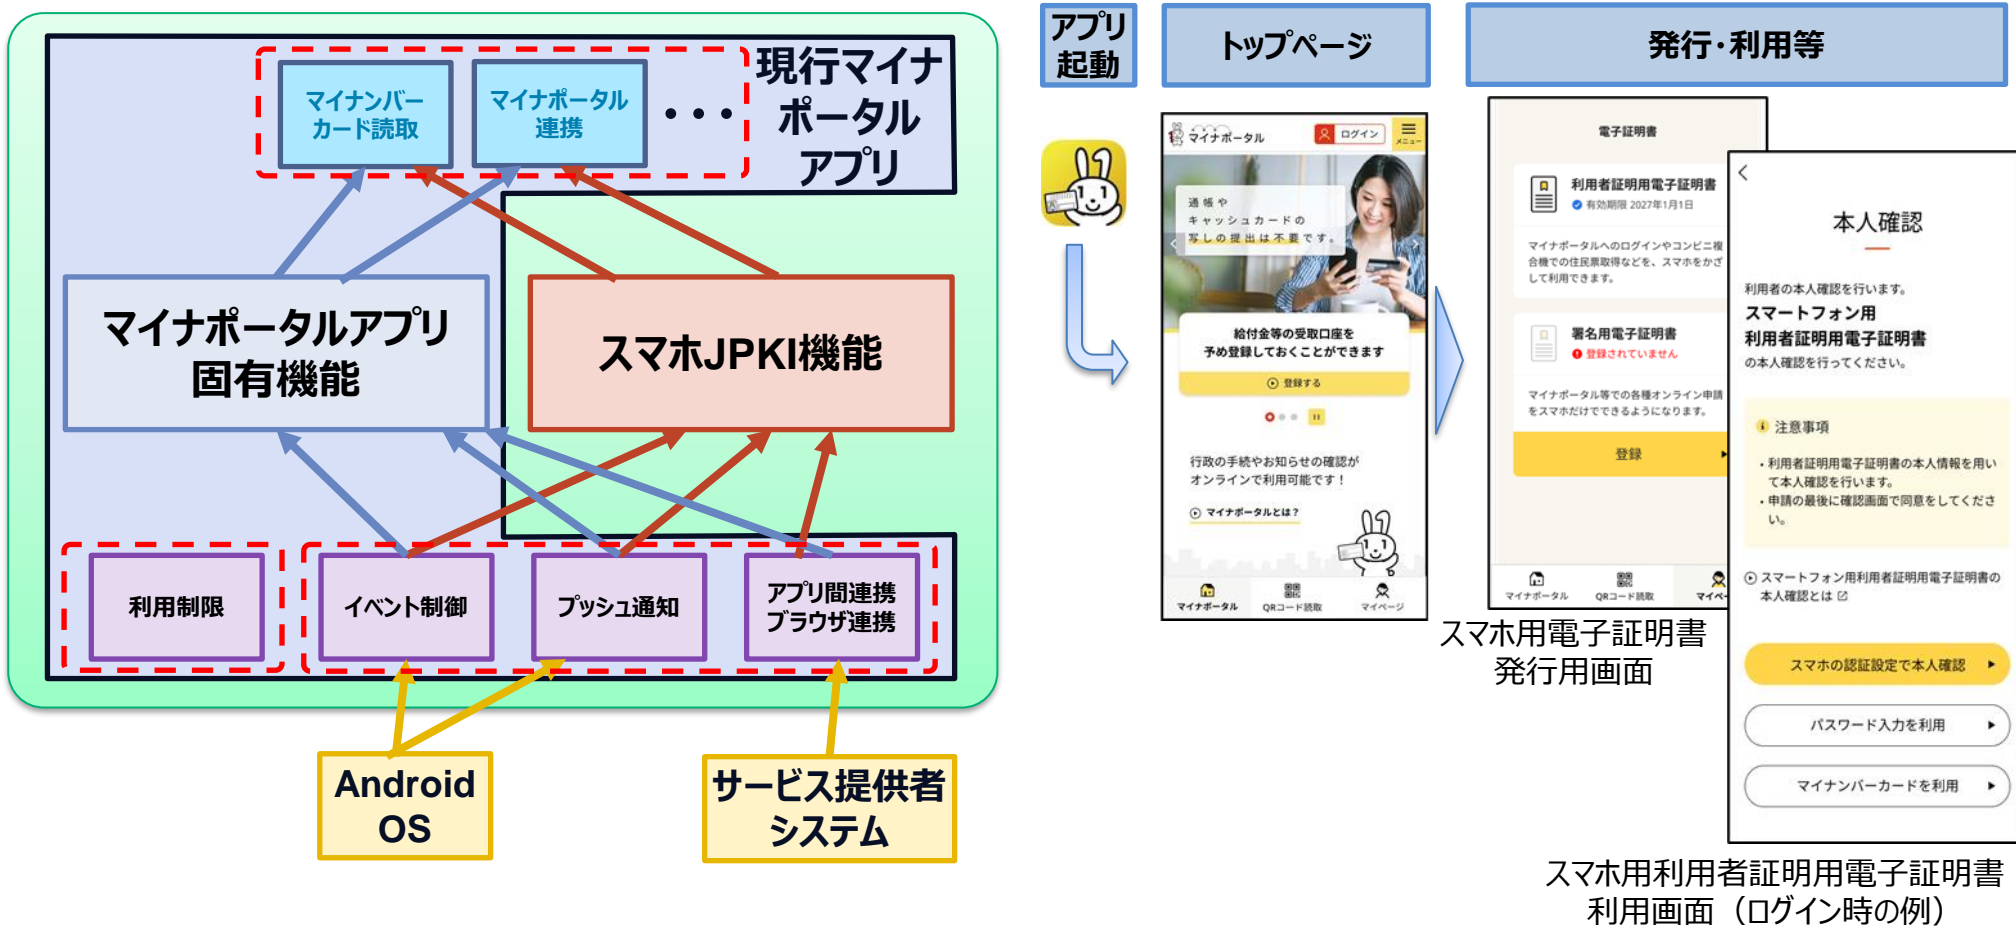 現行マイナ
ポータル
アプリ
マイナンバー
カード読取
マイナポータル
連携
・・・
マイナポータルアプリ
固有機能
スマホJPKI機能
利用制限
イベント制御
プッシュ通知
アプリ間連携
ブラウザ連携
Android
OS
サービス提供者
システム
アプリ
起動
トップページ
発行・利用等
マイナポータル
ログイン
メニュー
通帳や
キャッシュカードの
写しの提出は不要です。
給付金等の受取口座を
予め登録しておくことができます
登録する
行政の手続やお知らせの確認が
オンラインで利用可能です！
マイナポータルとは？
マイナポータル
QRコード読取
マイページ
電子証明書
利用者証明用電子証明書
有効期限 2027年1月1日
マイナポータルへのログインやコンビニ複
合機での住民票取得などを、スマホをかざ
して利用できます。
署名用電子証明書
登録されていません
マイナポータル等での各種オンライン申請
をスマホだけでできるようになります。
登録
マイナポータル
QRコード読取
マイペー
スマホ用電子証明書
発行用画面
本人確認
利用者の本人確認を行います。
スマートフォン用
利用者証明用電子証明書
の本人確認を行ってください。
注意事項
・利用者証明用電子証明書の本人情報を用い
て本人確認を行います。
・申請の最後に確認画面で同意をしてくださ
い。
スマートフォン用利用者証明用電子証明書の
本人確認とは
スマホの認証設定で本人確認
パスワード入力を利用
マイナンバーカードを利用
スマホ用利用者証明用電子証明書
利用画面（ログイン時の例）